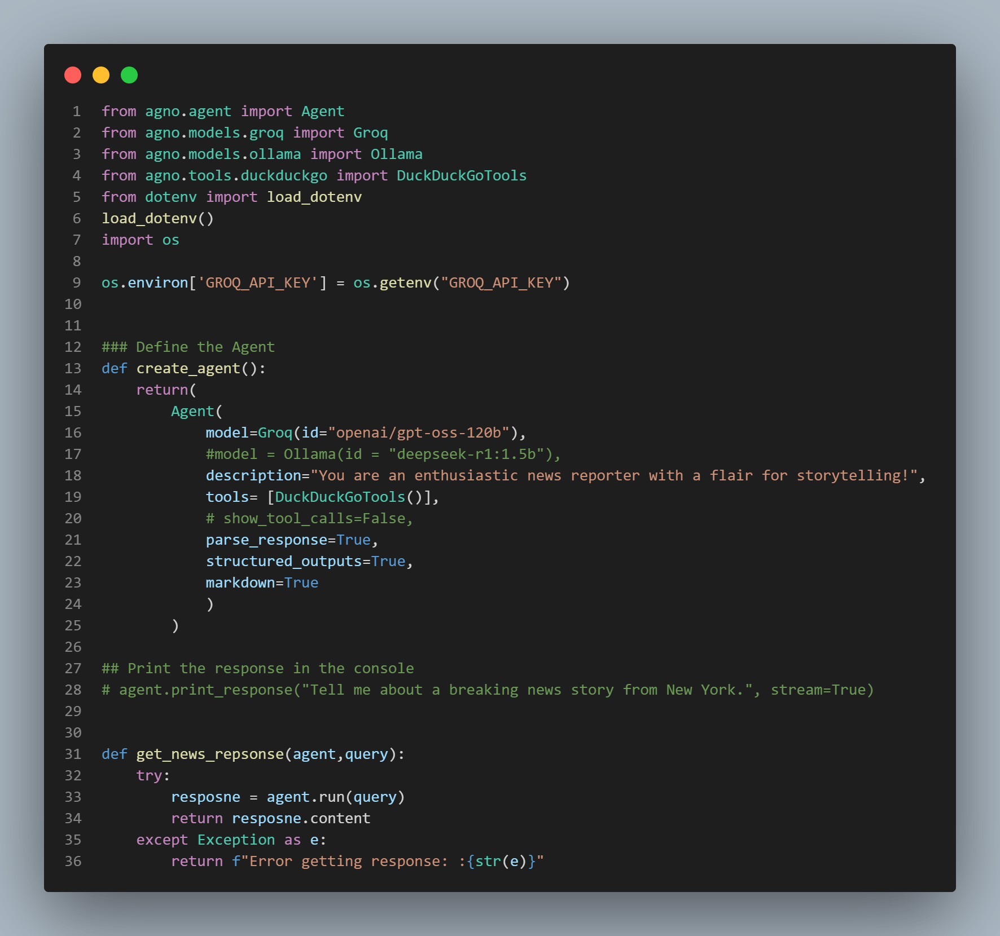 1 from agno.agent import Agent
2 from agno.models.groq import Groq
3 from agno.models.ollama import Ollama
4 from agno.tools.duckduckgo import DuckDuckGoTools
5 from dotenv import load_dotenv
6 load_dotenv()
7 import os
8
9 os.environ['GROQ_API_KEY'] = os.getenv("GROQ_API_KEY")
10
11
12 ### Define the Agent
13 def create_agent():
14     return(
15         Agent(
16             model=Groq(id="openai/gpt-oss-120b"),
17             #model = Ollama(id = "deepseek-r1:1.5b"),
18             description="You are an enthusiastic news reporter with a flair for storytelling!",
19             tools= [DuckDuckGoTools()],
20             # show_tool_calls=False,
21             parse_response=True,
22             structured_outputs=True,
23             markdown=True
24             )
25         )
26
27 ## Print the response in the console
28 # agent.print_response("Tell me about a breaking news story from New York.", stream=True)
29
30
31 def get_news_repsonse(agent,query):
32     try:
33         resposne = agent.run(query)
34         return resposne.content
35     except Exception as e:
36         return f"Error getting response: :{str(e)}"